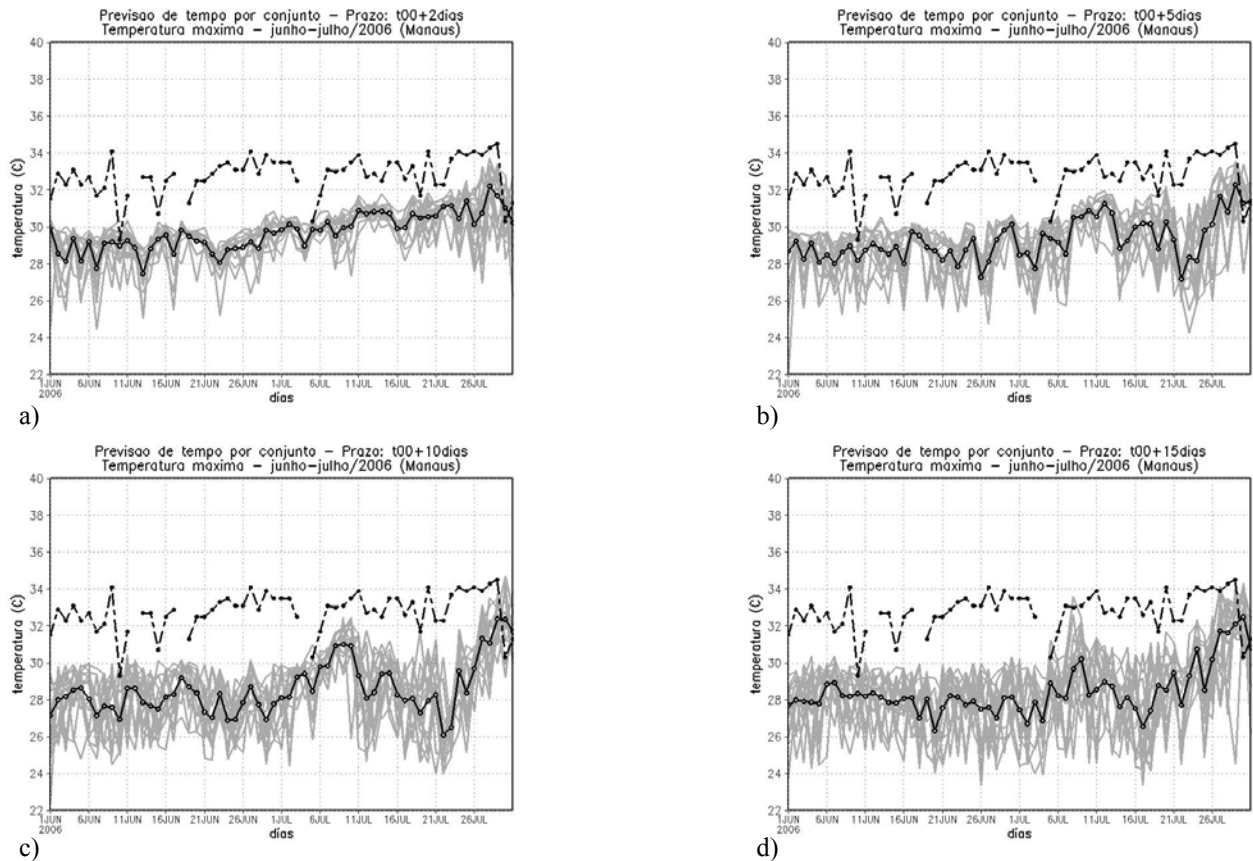 Previsao de tempo por conjunto – Prazo: t00+2dias
Temperatura maxima – junho–julho/2006 (Manaus)
temperatura (C)
40
38
36
34
32
30
28
26
24
22
1JUN 6JUN 11JUN 16JUN 21JUN 26JUN 1JUL 6JUL 11JUL 16JUL 21JUL 26JUL
2006
días
a)
Previsao de tempo por conjunto – Prazo: t00+5dias
Temperatura maxima – junho–julho/2006 (Manaus)
temperatura (C)
40
38
36
34
32
30
28
26
24
22
1JUN 6JUN 11JUN 16JUN 21JUN 26JUN 1JUL 6JUL 11JUL 16JUL 21JUL 26JUL
2006
días
b)
Previsao de tempo por conjunto – Prazo: t00+10dias
Temperatura maxima – junho–julho/2006 (Manaus)
temperatura (C)
40
38
36
34
32
30
28
26
24
22
1JUN 6JUN 11JUN 16JUN 21JUN 26JUN 1JUL 6JUL 11JUL 16JUL 21JUL 26JUL
2006
días
c)
Previsao de tempo por conjunto – Prazo: t00+15dias
Temperatura maxima – junho–julho/2006 (Manaus)
temperatura (C)
40
38
36
34
32
30
28
26
24
22
1JUN 6JUN 11JUN 16JUN 21JUN 26JUN 1JUL 6JUL 11JUL 16JUL 21JUL 26JUL
2006
días
d)